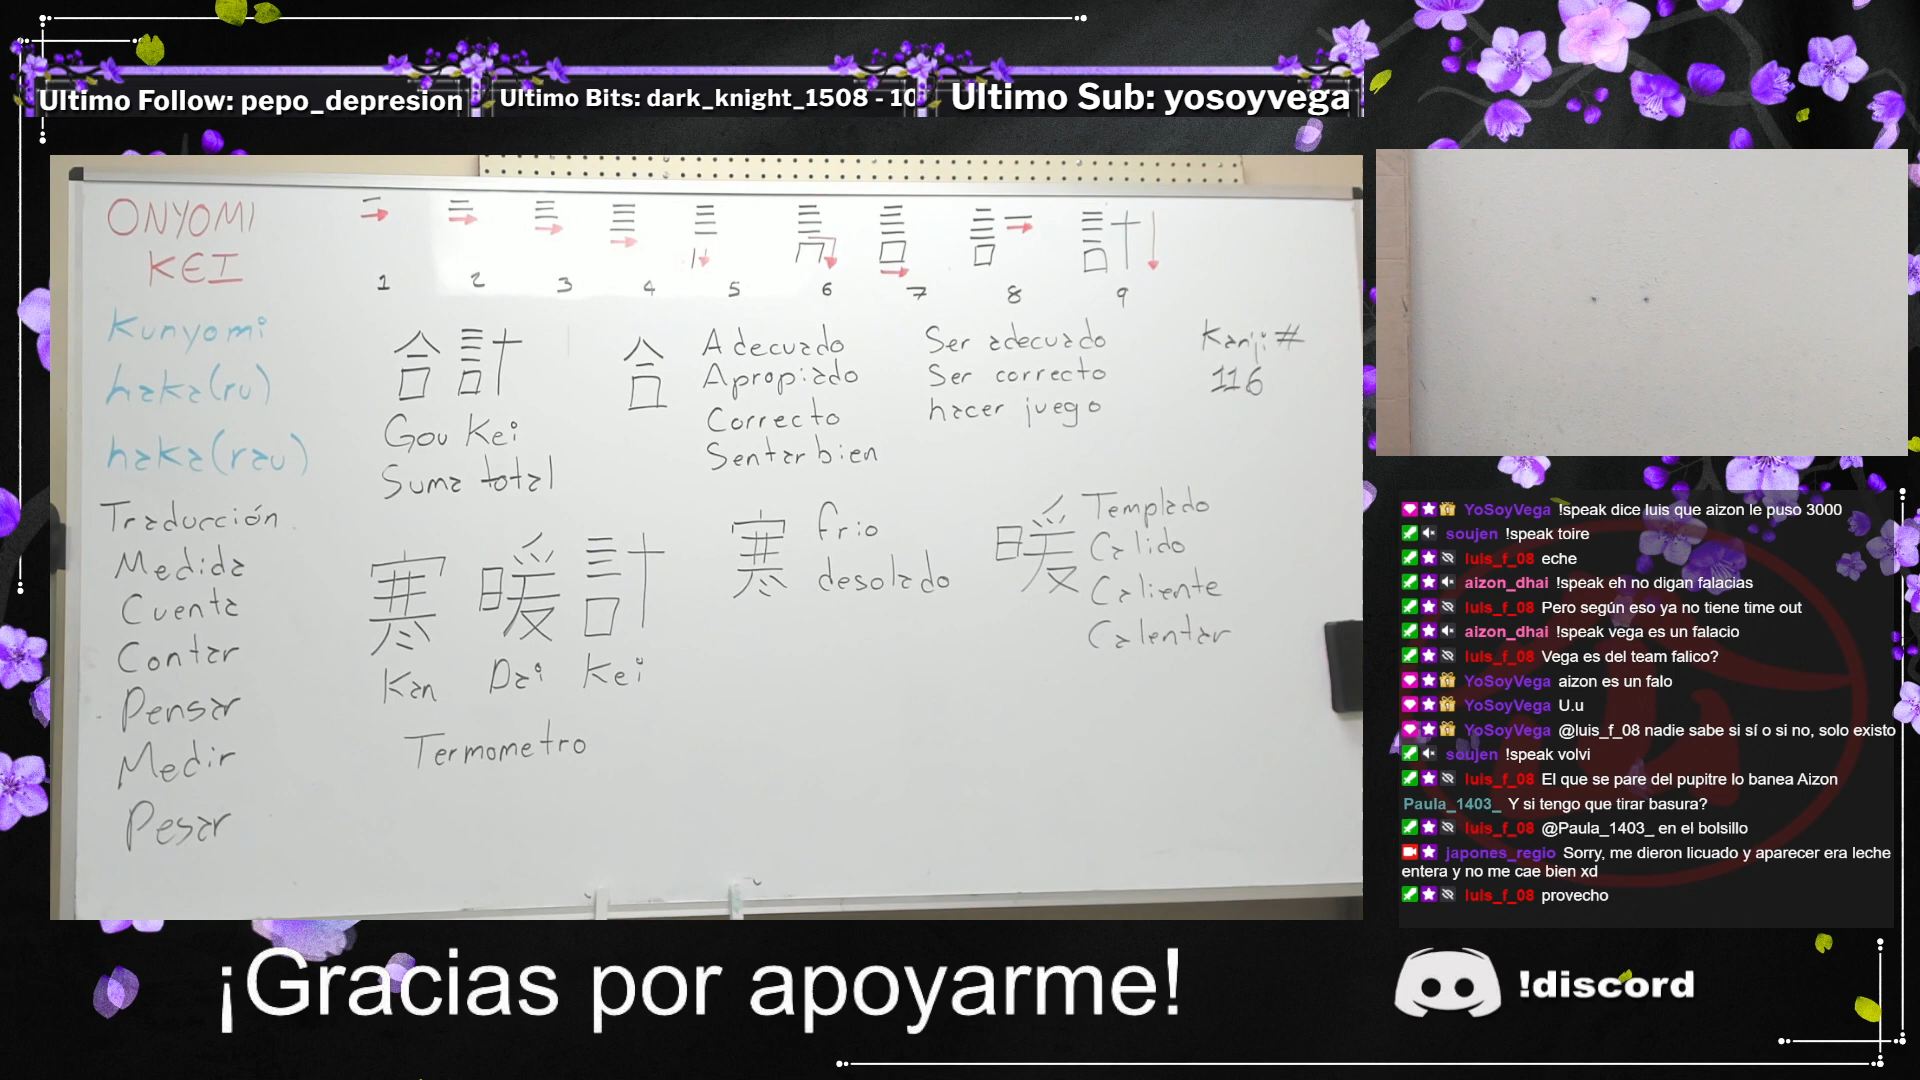 Ultimo Follow: pepo_depresion
Ultimo Bits: dark_knight_1508 - 10
Ultimo Sub: yosoyvega
ONYOMI
KEI
1 2 3 4 5 6 7 8 9
Kunyomi
haka(ru)
haka(rau)
Traducción
Medida
Cuenta
Contar
Pensar
Medir
Pesar
合計
Gou Kei
Suma total
合
Adecuado
Apropiado
Correcto
Sentar bien
Ser adecuado
Ser correcto
hacer juego
Kanji #
116
寒暖計
Kan Dai Kei
Termometro
寒
frio
desolado
暖
Templado
Calido
Caliente
Calentar
YoSoyVega !speak dice luis que aizon le puso 3000
soujen !speak toire
luis_f_08 eche
aizon_dhai !speak eh no digan falacias
luis_f_08 Pero según eso ya no tiene time out
aizon_dhai !speak vega es un falacio
luis_f_08 Vega es del team falico?
YoSoyVega aizon es un falo
YoSoyVega U.u
YoSoyVega @luis_f_08 nadie sabe si sí o si no, solo existo
soujen !speak volvi
luis_f_08 El que se pare del pupitre lo banea Aizon
Paula_1403_ Y si tengo que tirar basura?
luis_f_08 @Paula_1403_ en el bolsillo
japones_regio Sorry, me dieron licuado y aparecer era leche
entera y no me cae bien xd
luis_f_08 provecho
¡Gracias por apoyarme!
!discord